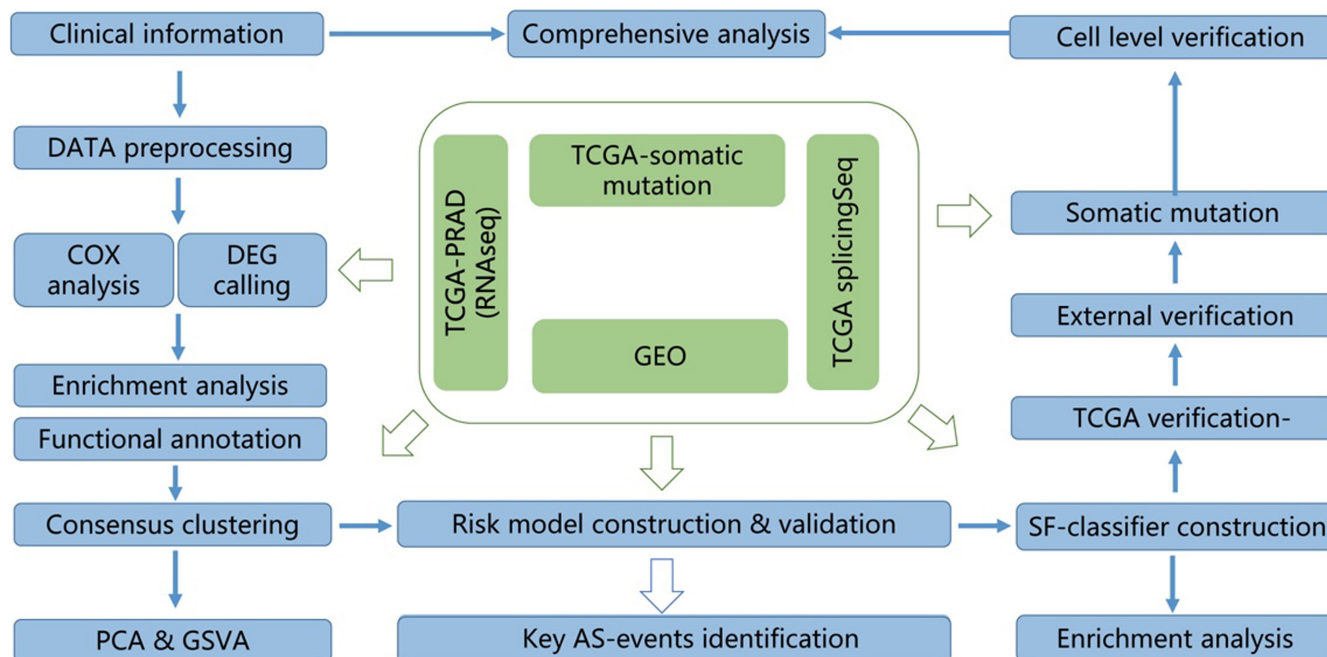 Clinical information
Comprehensive analysis
Cell level verification
DATA preprocessing
TCGA-PRAD
(RNAseq)
TCGA-somatic
mutation
TCGA splicingSeq
GEO
Somatic mutation
COX
analysis
DEG
calling
External verification
Enrichment analysis
Functional annotation
TCGA verification-
Consensus clustering
Risk model construction & validation
SF-classifier construction
PCA & GSVA
Key AS-events identification
Enrichment analysis